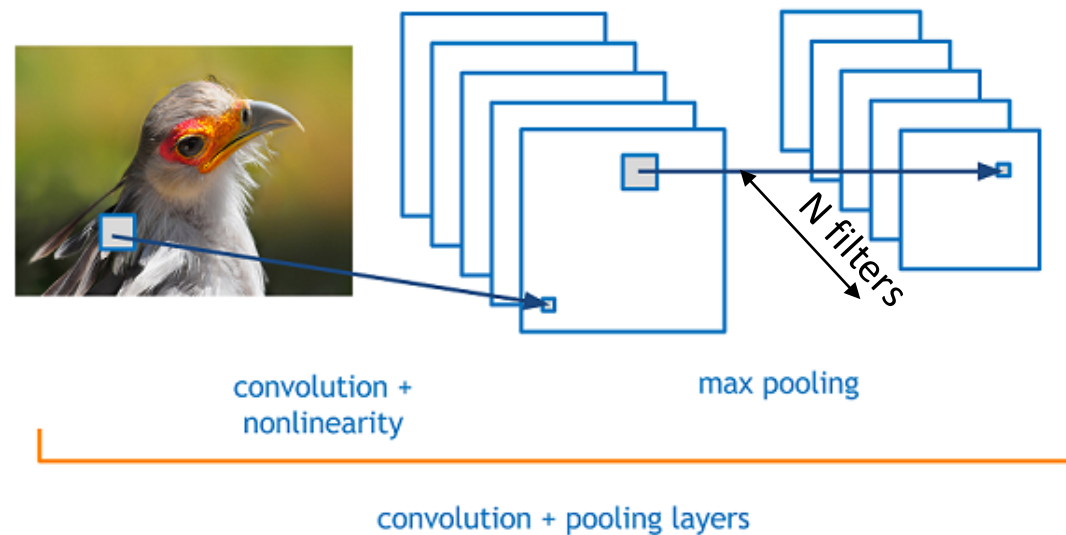 N filters
convolution +
nonlinearity
max pooling
convolution + pooling layers